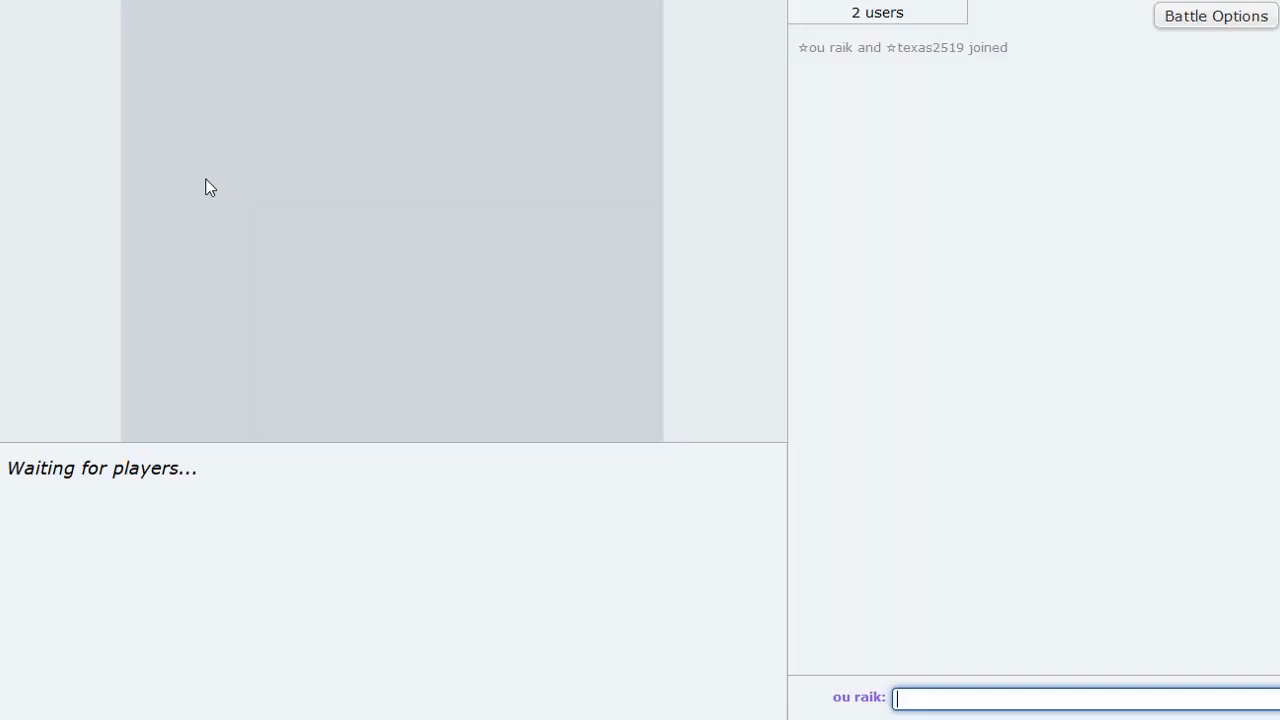 2 users
Battle Options
☆ou raik and ☆texas2519 joined
Waiting for players...
ou raik: